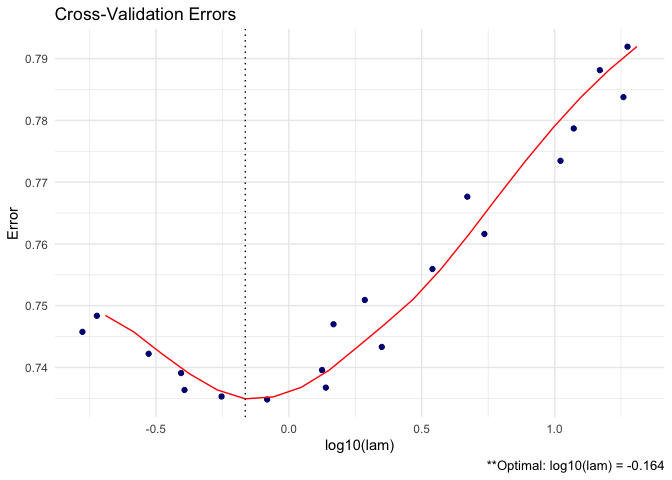 Cross-Validation Errors
0.79
0.78
0.77
0.76
0.75
0.74
Error
-0.5
0.0
0.5
1.0
log10(lam)
**Optimal: log10(lam) = -0.164